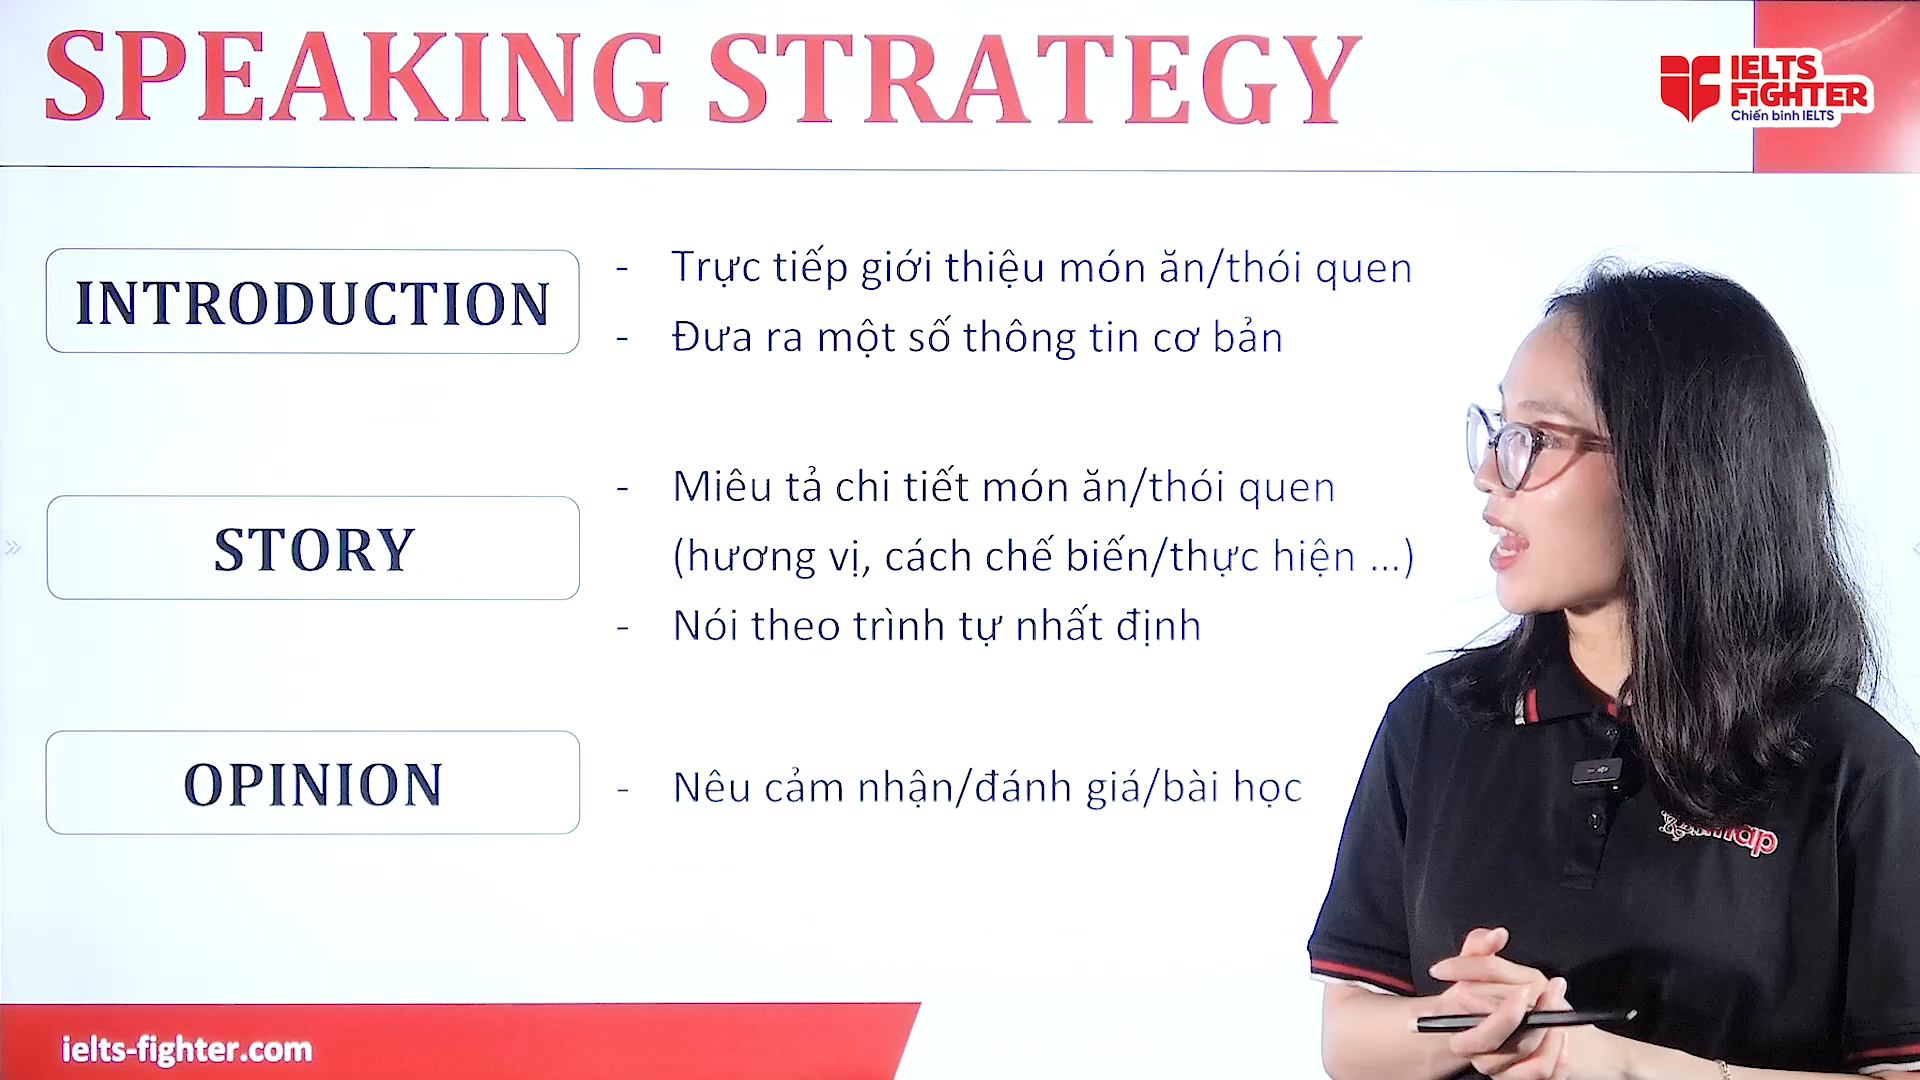 SPEAKING STRATEGY
IELTS
FIGHTER
Chiến binh IELTS
INTRODUCTION
- Trực tiếp giới thiệu món ăn/thói quen
- Đưa ra một số thông tin cơ bản
STORY
- Miêu tả chi tiết món ăn/thói quen
(hương vị, cách chế biến/thực hiện ...)
- Nói theo trình tự nhất định
OPINION
- Nêu cảm nhận/đánh giá/bài học
ielts-fighter.com